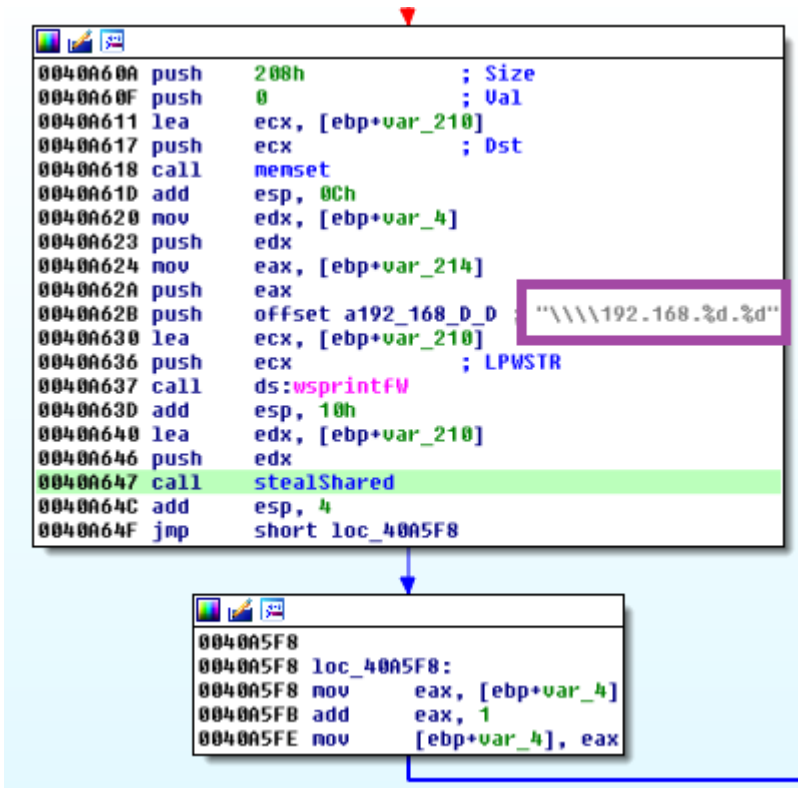 0040A60A push 208h ; Size
0040A60F push 0 ; Val
0040A611 lea ecx, [ebp+var_210]
0040A617 push ecx ; Dst
0040A618 call memset
0040A61D add esp, 0Ch
0040A620 mov edx, [ebp+var_4]
0040A623 push edx
0040A624 mov eax, [ebp+var_214]
0040A62A push eax
0040A62B push offset a192_168_D_D ; "\\\\192.168.%d.%d"
0040A630 lea ecx, [ebp+var_210]
0040A636 push ecx ; LPWSTR
0040A637 call ds:wsprintfW
0040A63D add esp, 10h
0040A640 lea edx, [ebp+var_210]
0040A646 push edx
0040A647 call stealShared
0040A64C add esp, 4
0040A64F jmp short loc_40A5F8
0040A5F8
0040A5F8 loc_40A5F8:
0040A5F8 mov eax, [ebp+var_4]
0040A5FB add eax, 1
0040A5FE mov [ebp+var_4], eax